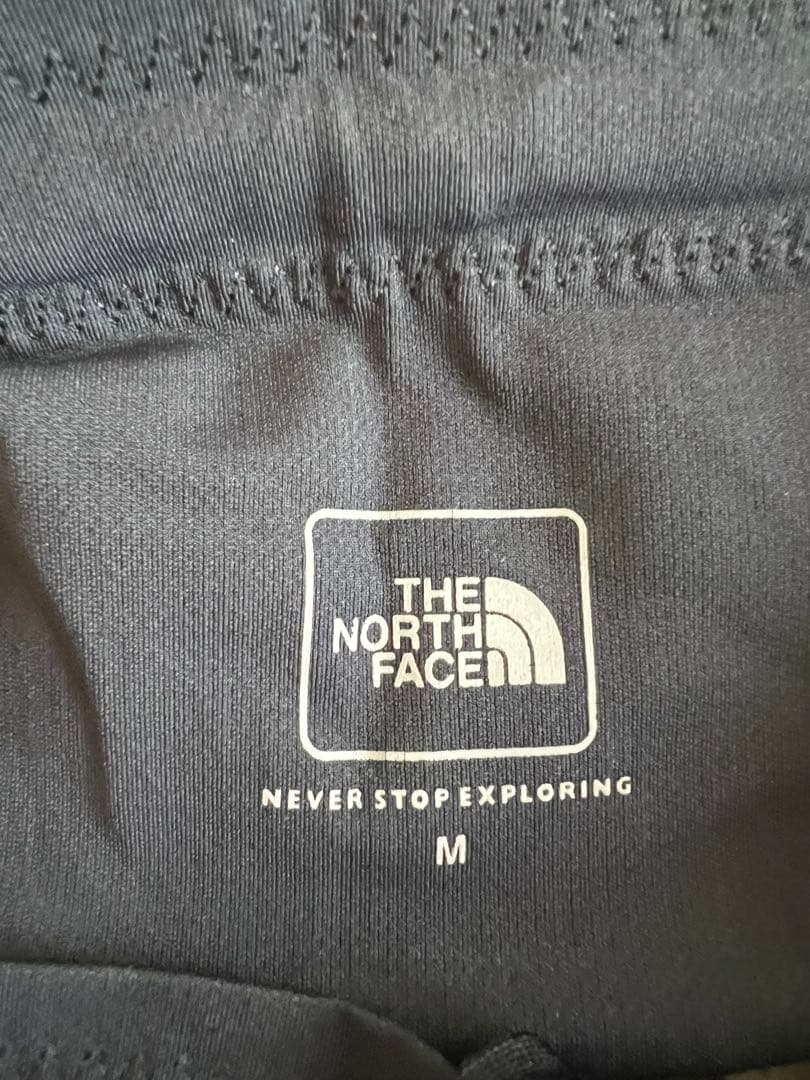 THE
NORTH
FACE
NEVER STOP EXPLORING
M